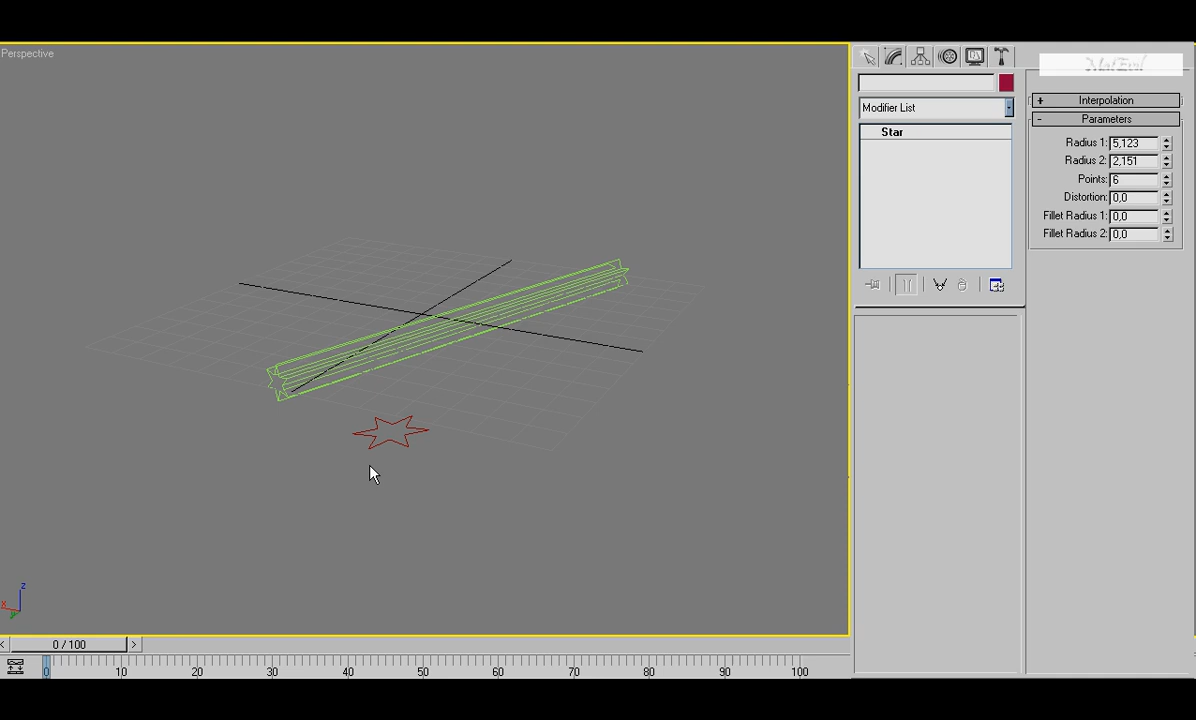 Perspective
MatEvil
Modifier List
Star
+ Interpolation
- Parameters
Radius 1: 5,123
Radius 2: 2,151
Points: 6
Distortion: 0,0
Fillet Radius 1: 0,0
Fillet Radius 2: 0,0
z
x
y
< 0 / 100 >
0 10 20 30 40 50 60 70 80 90 100